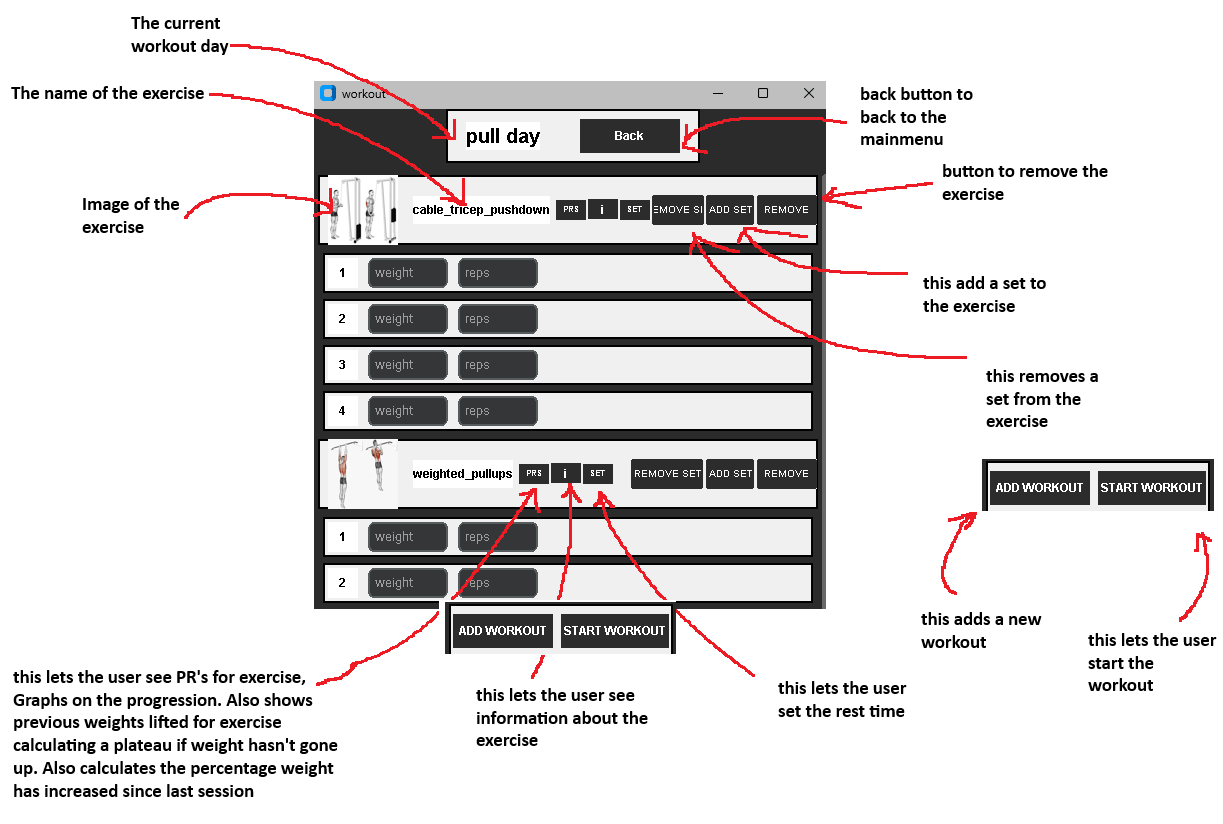 The current
workout day
The name of the exercise
workout
back button to
back to the
mainmenu
pull day
Back
button to remove the
exercise
Image of the
exercise
cable_tricep_pushdown
PRS
i
SET
EMOVE SE
ADD SET
REMOVE
1
weight
reps
this add a set to
the exercise
2
weight
reps
3
weight
reps
this removes a
set from the
exercise
4
weight
reps
weighted_pullups
PRS
i
SET
REMOVE SET
ADD SET
REMOVE
ADD WORKOUT
START WORKOUT
1
weight
reps
2
weight
reps
ADD WORKOUT
START WORKOUT
this adds a new
workout
this lets the user
start the
workout
this lets the user see PR's for exercise,
Graphs on the progression. Also shows
previous weights lifted for exercise
calculating a plateau if weight hasn't gone
up. Also calculates the percentage weight
has increased since last session
this lets the user see
information about the
exercise
this lets the user
set the rest time